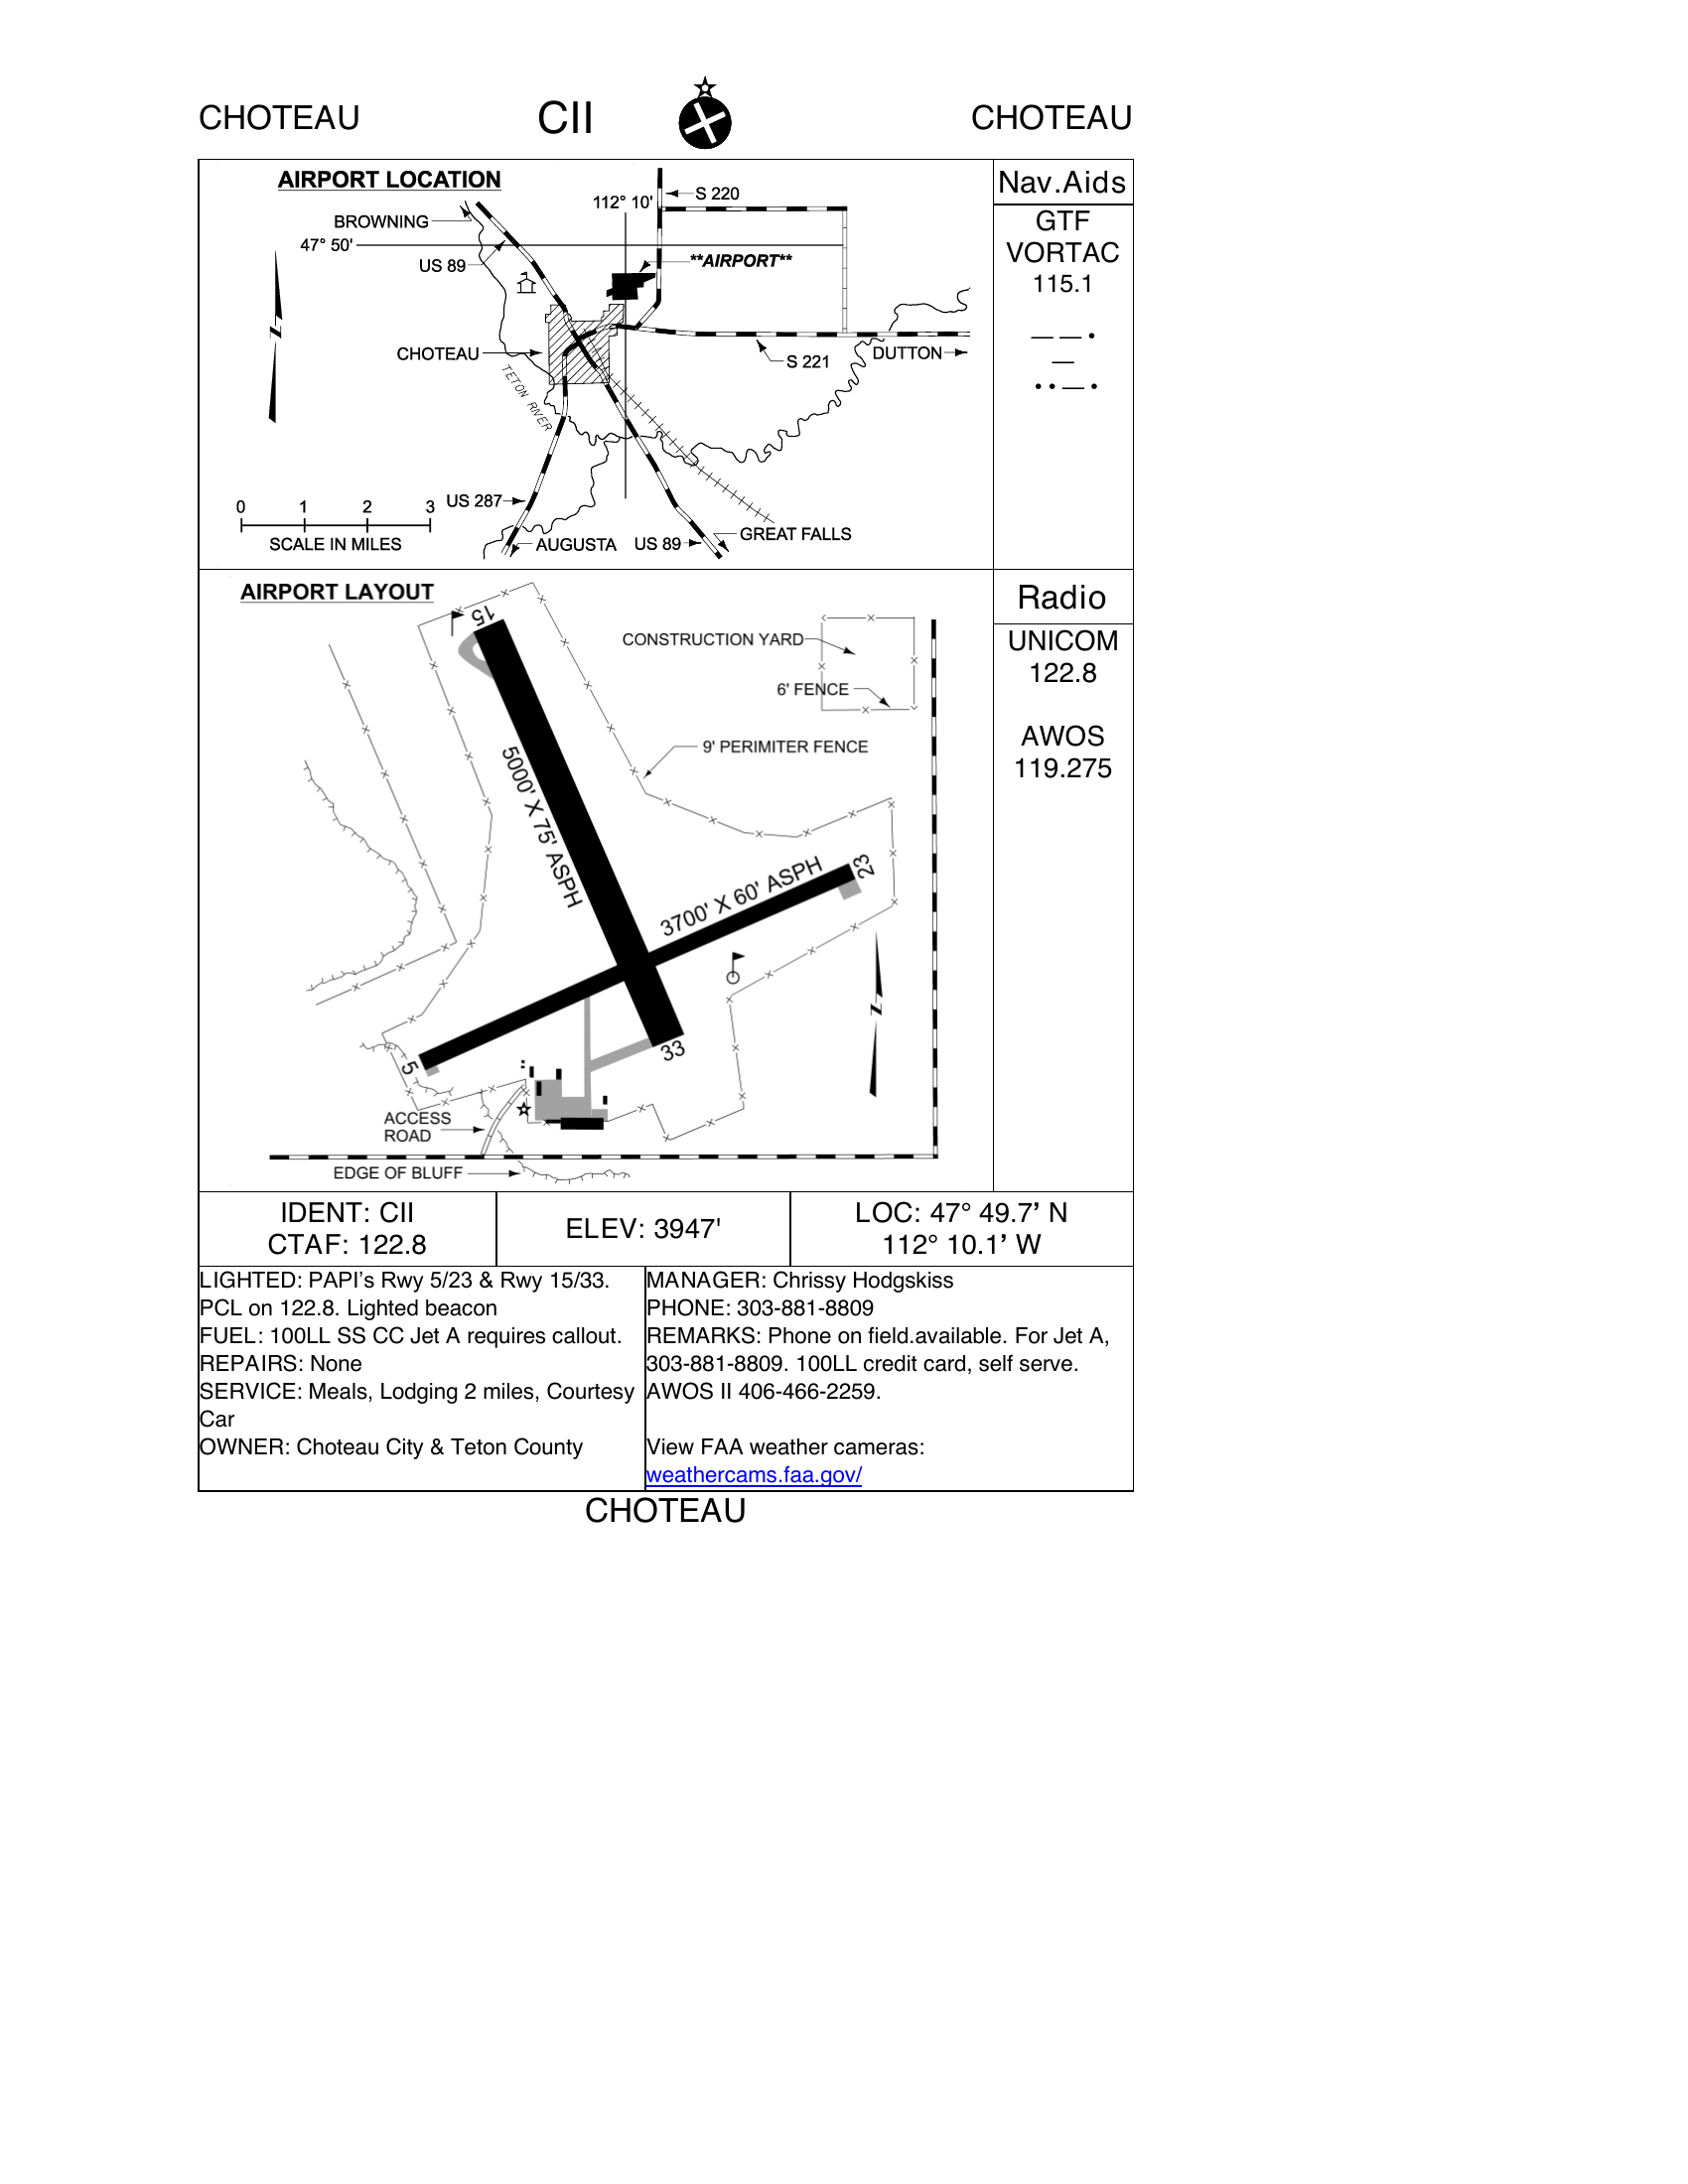 CHOTEAU CII CHOTEAU
AIRPORT LOCATION
Nav.Aids
GTF
VORTAC
115.1
— — •
—
• • — •
S 220
112° 10'
BROWNING
47° 50'
US 89
**AIRPORT**
N
CHOTEAU
S 221
DUTTON
TETON RIVER
0 1 2 3
SCALE IN MILES
US 287
AUGUSTA
US 89
GREAT FALLS
AIRPORT LAYOUT
Radio
UNICOM
122.8
AWOS
119.275
15
CONSTRUCTION YARD
6' FENCE
9' PERIMITER FENCE
5000' X 75' ASPH
3700' X 60' ASPH
23
N
33
5
ACCESS
ROAD
EDGE OF BLUFF
IDENT: CII
CTAF: 122.8
ELEV: 3947'
LOC: 47° 49.7’ N
112° 10.1’ W
LIGHTED: PAPI’s Rwy 5/23 & Rwy 15/33.
PCL on 122.8. Lighted beacon
FUEL: 100LL SS CC Jet A requires callout.
REPAIRS: None
SERVICE: Meals, Lodging 2 miles, Courtesy
Car
OWNER: Choteau City & Teton County
MANAGER: Chrissy Hodgskiss
PHONE: 303-881-8809
REMARKS: Phone on field.available. For Jet A,
303-881-8809. 100LL credit card, self serve.
AWOS II 406-466-2259.
View FAA weather cameras:
weathercams.faa.gov/
CHOTEAU